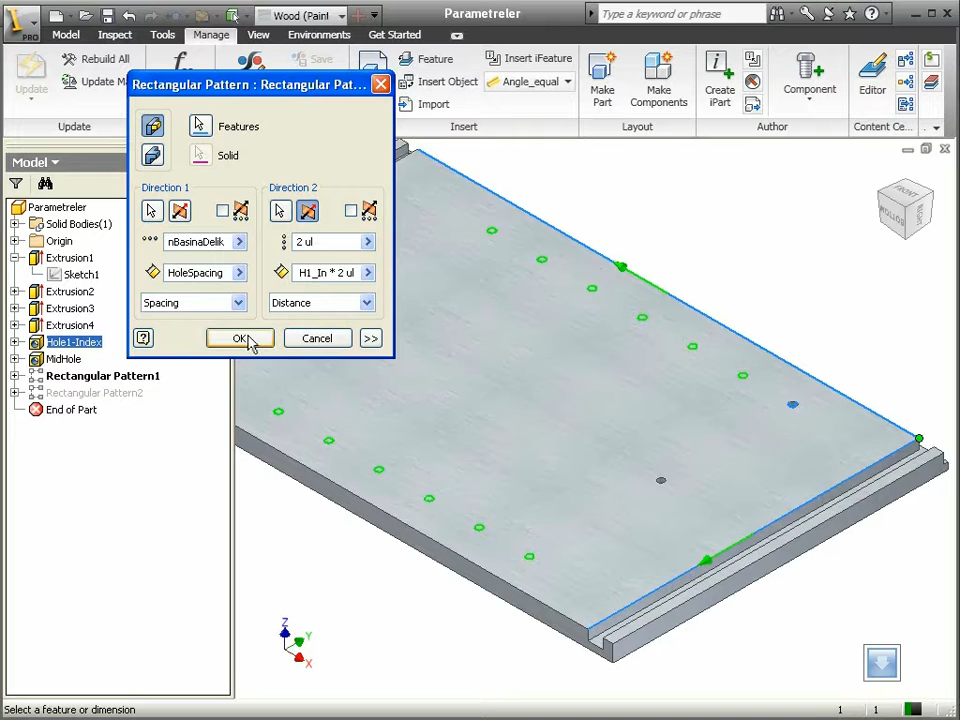 PRO
Wood (Paint
Parametreler
Type a keyword or phrase
Model
Inspect
Tools
Manage
View
Environments
Get Started
Update
Rebuild All
Update M
Update
Save
Feature
Insert Object
Import
Insert iFeature
Angle_equal
Insert
Make Part
Make Components
Layout
Create iPart
Component
Author
Editor
Content Ce...
Rectangular Pattern : Rectangular Pat...
Features
Solid
Direction 1
Direction 2
nBasinaDelik
2 ul
HoleSpacing
H1_In * 2 ul
Spacing
Distance
OK
Cancel
>>
Model
Parametreler
Solid Bodies(1)
Origin
Extrusion1
Sketch1
Extrusion2
Extrusion3
Extrusion4
Hole1-Index
MidHole
Rectangular Pattern1
Rectangular Pattern2
End of Part
FRONT
RIGHT
BOTTOM
Z
Y
X
Select a feature or dimension
1
1